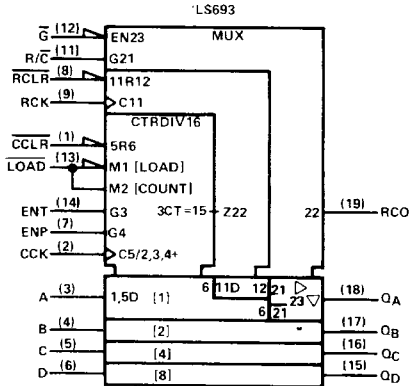 'LS693
MUX
G̅ (12) EN23
R/C̅ (11) G21
R̅C̅L̅R̅ (8) 11R12
RCK (9) C11
CTRDIV16
C̅C̅L̅R̅ (1) 5R6
L̅O̅A̅D̅ (13) M1 [LOAD]
M2 [COUNT]
ENT (14) G3 3CT=15 Z22 22 (19) RCO
ENP (7) G4
CCK (2) C5/2,3,4+
A (3) 1,5D [1] 6 11D 12 21 23 (18) QA
6 21
B (4) [2] (17) QB
C (5) [4] (16) QC
D (6) [8] (15) QD